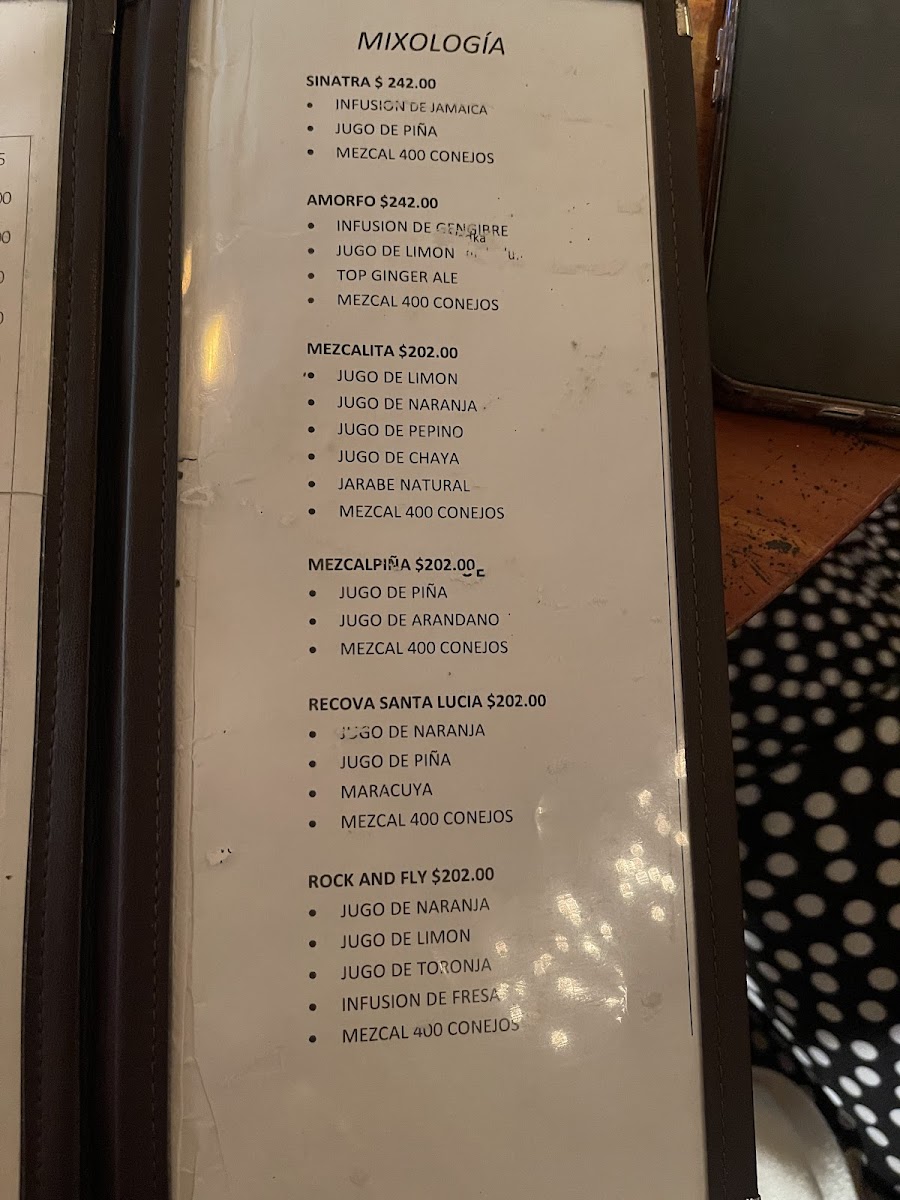 MIXOLOGÍA
SINATRA $ 242.00
• INFUSION DE JAMAICA
• JUGO DE PIÑA
• MEZCAL 400 CONEJOS
AMORFO $242.00
• INFUSION DE GENGIBRE
• JUGO DE LIMON
• TOP GINGER ALE
• MEZCAL 400 CONEJOS
MEZCALITA $202.00
• JUGO DE LIMON
• JUGO DE NARANJA
• JUGO DE PEPINO
• JUGO DE CHAYA
• JARABE NATURAL
• MEZCAL 400 CONEJOS
MEZCALPIÑA $202.00
• JUGO DE PIÑA
• JUGO DE ARANDANO
• MEZCAL 400 CONEJOS
RECOVA SANTA LUCIA $202.00
• JUGO DE NARANJA
• JUGO DE PIÑA
• MARACUYA
• MEZCAL 400 CONEJOS
ROCK AND FLY $202.00
• JUGO DE NARANJA
• JUGO DE LIMON
• JUGO DE TORONJA
• INFUSION DE FRESA
• MEZCAL 400 CONEJOS